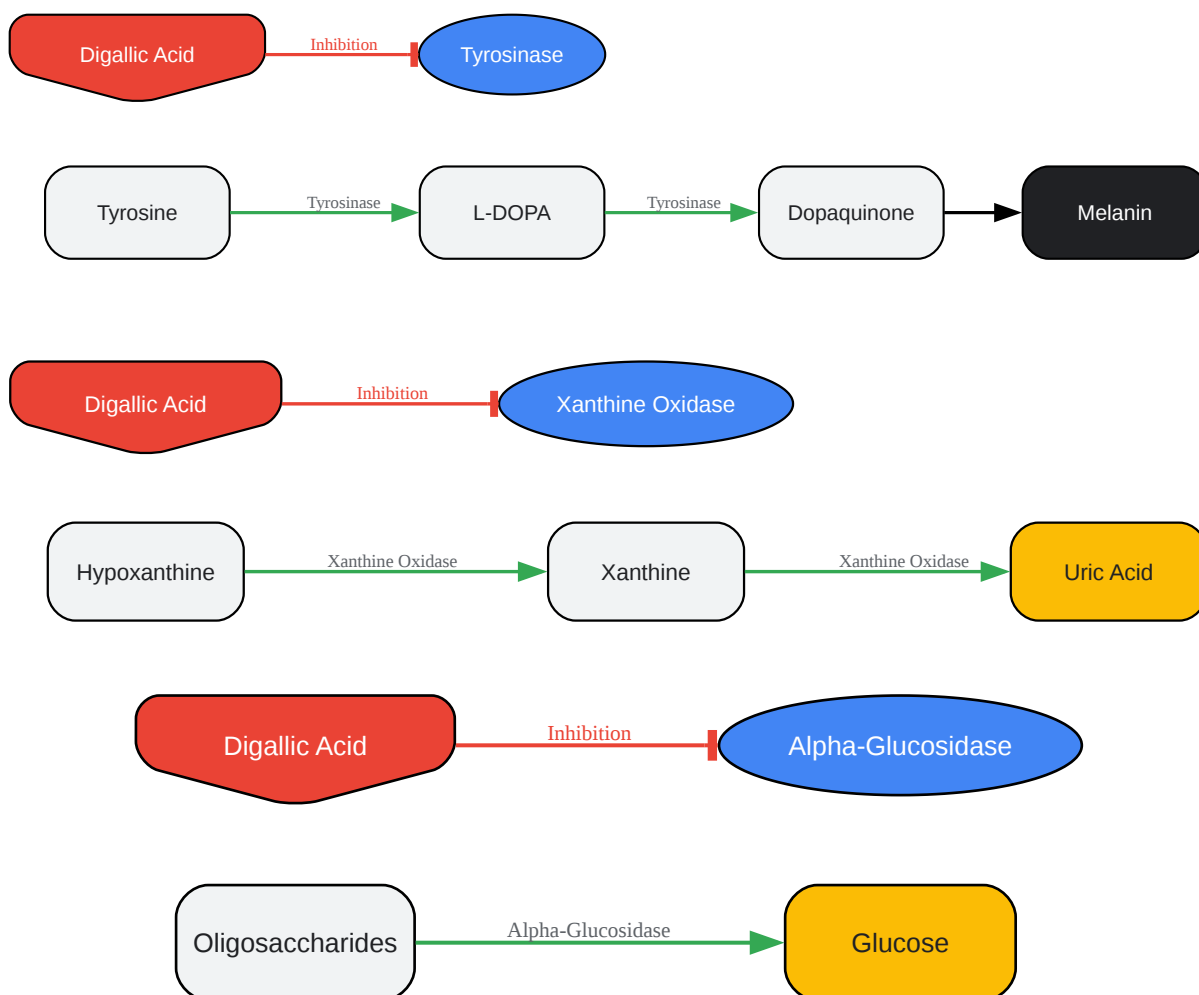 Digallic Acid
Inhibition
Tyrosinase
Tyrosine
Tyrosinase
L-DOPA
Tyrosinase
Dopaquinone
Melanin
Digallic Acid
Inhibition
Xanthine Oxidase
Hypoxanthine
Xanthine Oxidase
Xanthine
Xanthine Oxidase
Uric Acid
Digallic Acid
Inhibition
Alpha-Glucosidase
Oligosaccharides
Alpha-Glucosidase
Glucose